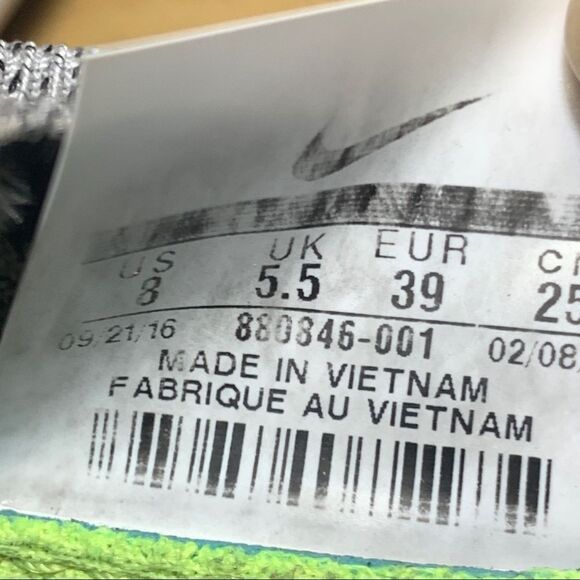 US UK EUR
8 5.5 39 25
09/21/16 880846-001 02/08
MADE IN VIETNAM
FABRIQUE AU VIETNAM